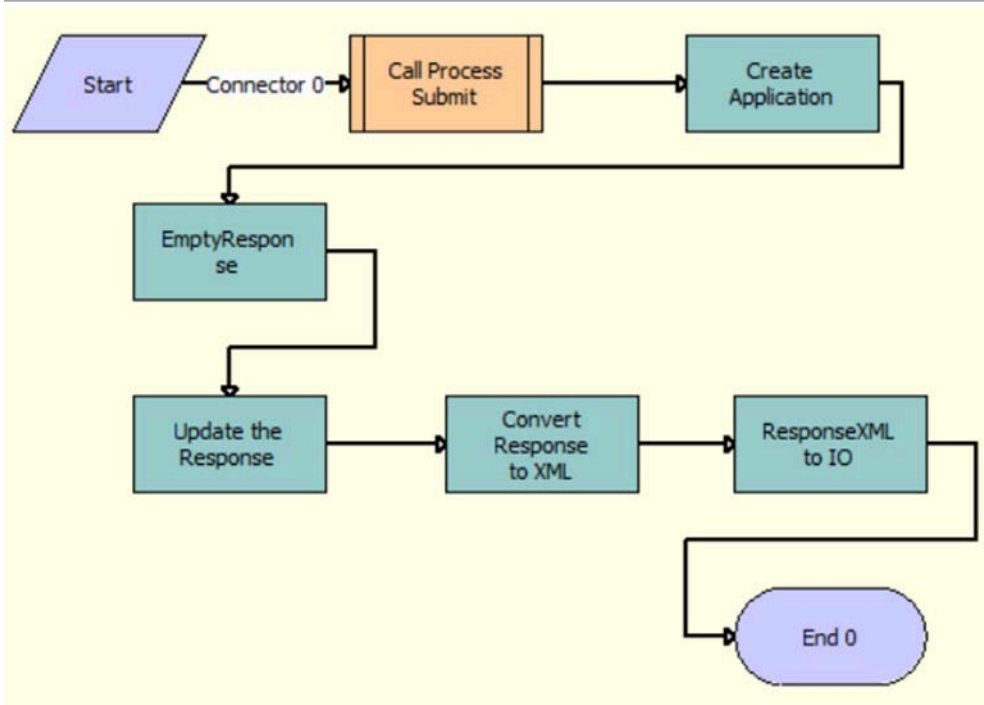 Start
Connector 0
Call Process
Submit
Create
Application
EmptyRespon
se
Update the
Response
Convert
Response
to XML
ResponseXML
to IO
End 0